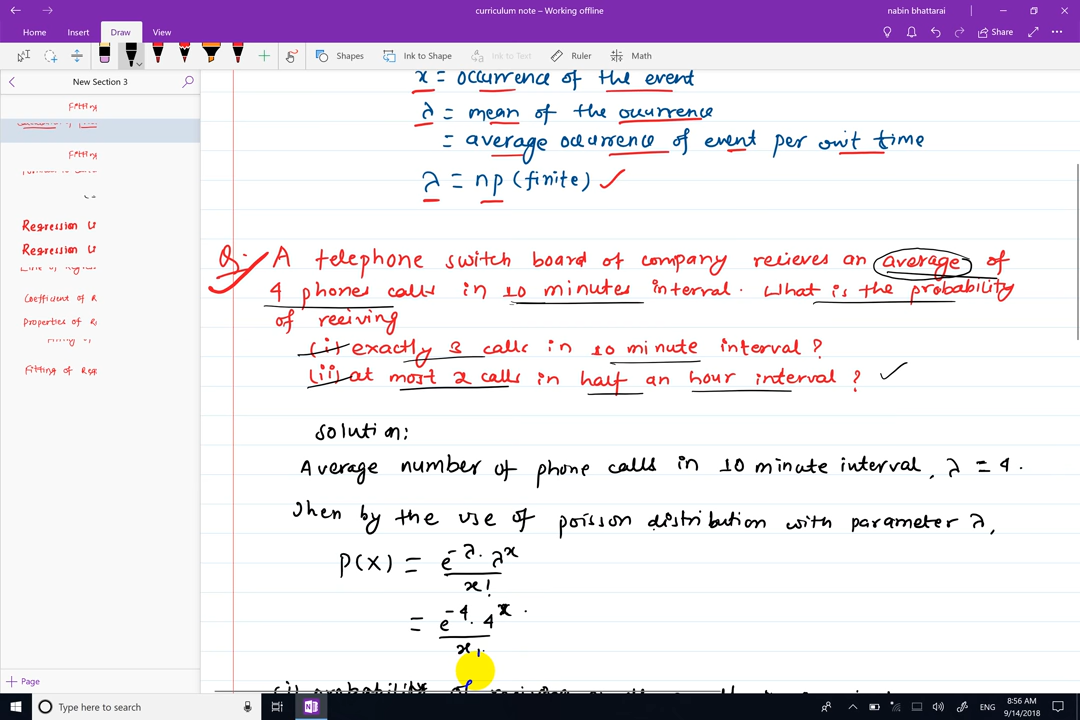 curriculum note – Working offline
nabin bhattarai
Home Insert Draw View
Share
Shapes Ink to Shape Ink to Text Ruler Math
New Section 3
Fitting
Fitting
Regression
Regression
Coefficient of R
Properties of R
Fitting of Reg
Page
x = occurrence of the event
λ = mean of the ocurrence
= average occurrence of event per unit time
λ = np (finite) ✓
Q. A telephone switch board of company recieves an average of
4 phones calls in 10 minutes interval. What is the probability
of reciving
(i) exactly 3 calls in 10 minute interval?
(ii) at most 2 calls in half an hour interval? ✓
solution:
Average number of phone calls in 10 minute interval, λ = 4.
Then by the use of poisson distribution with parameter λ,
P(X) = e^-λ . λ^x
x!
= e^-4 . 4^x .
x!
Type here to search
ENG
8:56 AM
9/14/2018